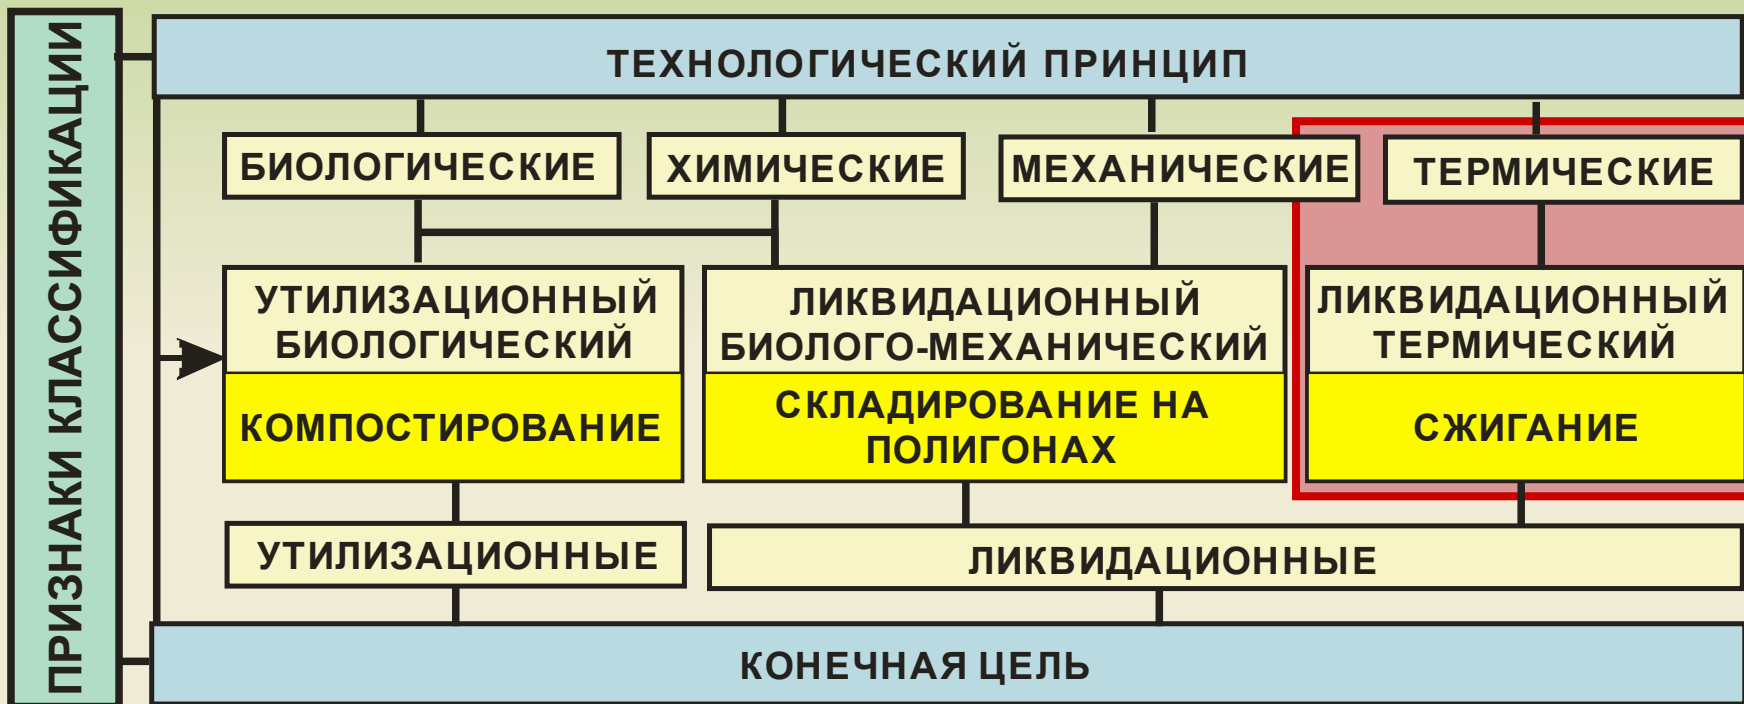 ПРИЗНАКИ КЛАССИФИКАЦИИ
ТЕХНОЛОГИЧЕСКИЙ ПРИНЦИП
БИОЛОГИЧЕСКИЕ
ХИМИЧЕСКИЕ
МЕХАНИЧЕСКИЕ
ТЕРМИЧЕСКИЕ
УТИЛИЗАЦИОННЫЙ
БИОЛОГИЧЕСКИЙ
КОМПОСТИРОВАНИЕ
ЛИКВИДАЦИОННЫЙ
БИОЛОГО-МЕХАНИЧЕСКИЙ
СКЛАДИРОВАНИЕ НА
ПОЛИГОНАХ
ЛИКВИДАЦИОННЫЙ
ТЕРМИЧЕСКИЙ
СЖИГАНИЕ
УТИЛИЗАЦИОННЫЕ
ЛИКВИДАЦИОННЫЕ
КОНЕЧНАЯ ЦЕЛЬ